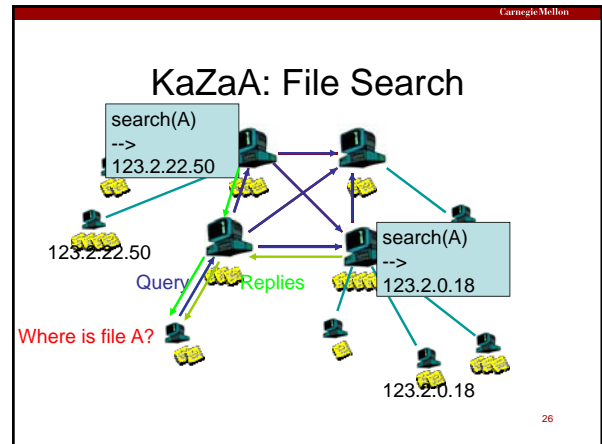 Carnegie Mellon
KaZaA: File Search
search(A)
-->
123.2.22.50
123.2.22.50
search(A)
-->
123.2.0.18
Query
Replies
Where is file A?
123.2.0.18
26